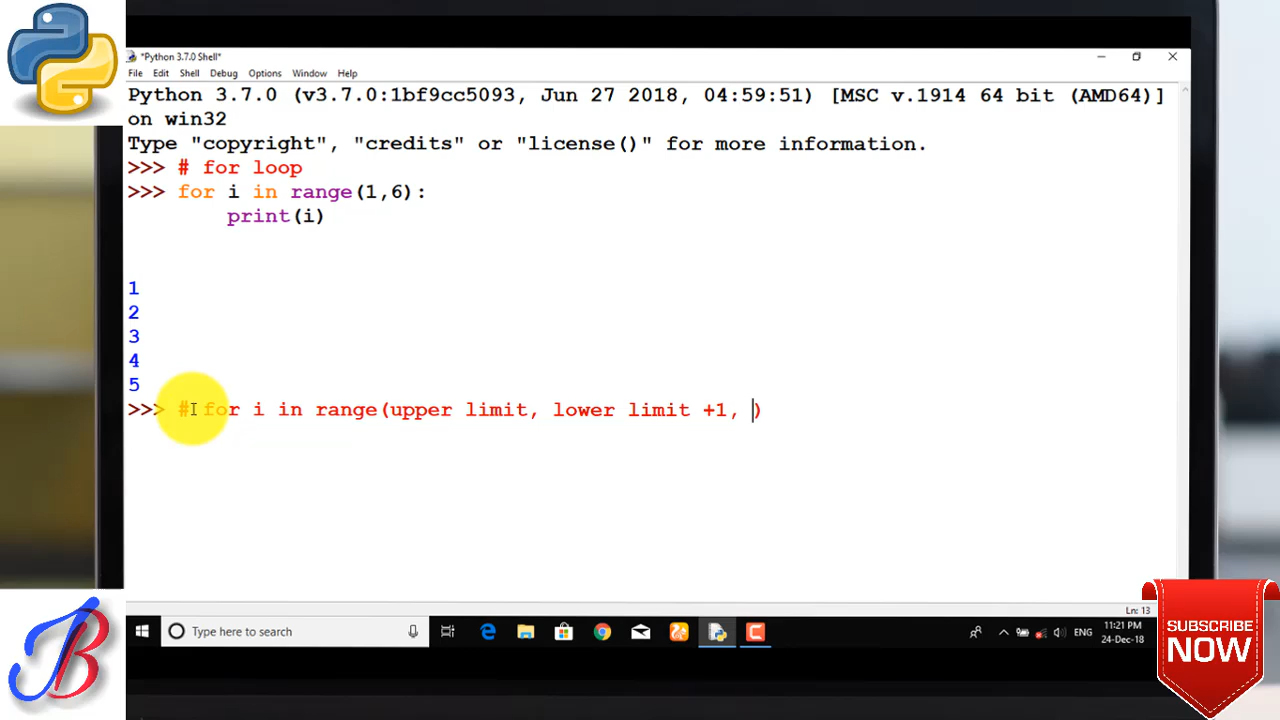 *Python 3.7.0 Shell*
File Edit Shell Debug Options Window Help
Python 3.7.0 (v3.7.0:1bf9cc5093, Jun 27 2018, 04:59:51) [MSC v.1914 64 bit (AMD64)]
on win32
Type "copyright", "credits" or "license()" for more information.
>>> # for loop
>>> for i in range(1,6):
print(i)
1
2
3
4
5
>>> # for i in range(upper limit, lower limit +1, )
Ln: 13
Type here to search
ENG
11:21 PM
24-Dec-18
JB
SUBSCRIBE
NOW